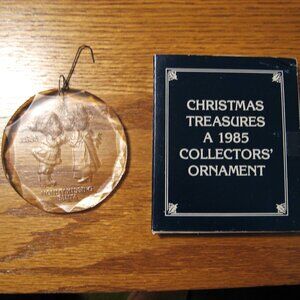 CHRISTMAS
TREASURES
A 1985
COLLECTORS'
ORNAMENT